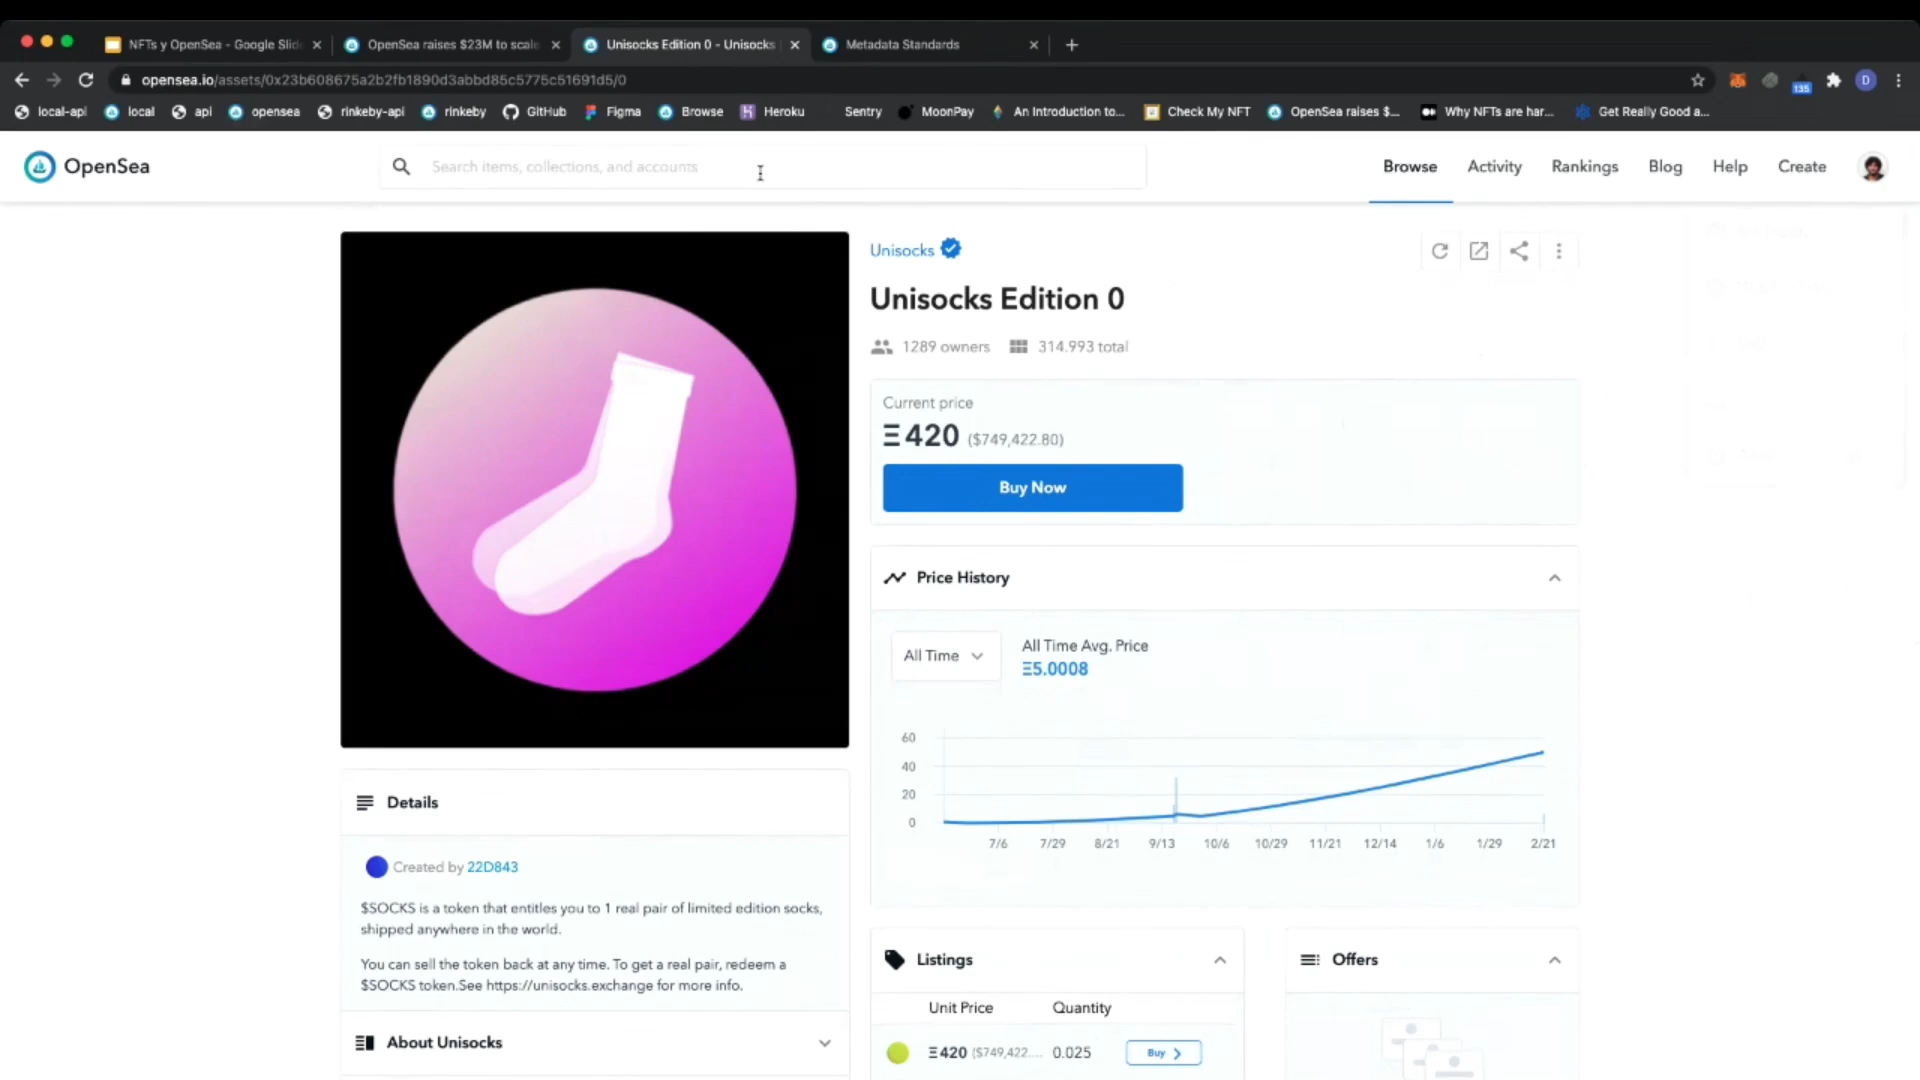 NFTs y OpenSea - Google Slid
OpenSea raises $23M to scale
Unisocks Edition 0 - Unisocks
Metadata Standards
opensea.io/assets/0x23b608675a2b2fb1890d3abbd85c5775c51691d5/0
135
D
local-api
local
api
opensea
rinkeby-api
rinkeby
GitHub
Figma
Browse
Heroku
Sentry
MoonPay
An Introduction to...
Check My NFT
OpenSea raises $...
Why NFTs are har...
Get Really Good a...
OpenSea
Search items, collections, and accounts
Browse
Activity
Rankings
Blog
Help
Create
Unisocks
Unisocks Edition 0
1289 owners
314.993 total
Current price
Ξ420 ($749,422.80)
Buy Now
Price History
All Time
All Time Avg. Price
Ξ5.0008
60
40
20
0
7/6 7/29 8/21 9/13 10/6 10/29 11/21 12/14 1/6 1/29 2/21
Details
Created by 22D843
$SOCKS is a token that entitles you to 1 real pair of limited edition socks,
shipped anywhere in the world.
You can sell the token back at any time. To get a real pair, redeem a
$SOCKS token.See https://unisocks.exchange for more info.
About Unisocks
Listings
Unit Price Quantity
Ξ420 ($749,422.... 0.025 Buy
Offers